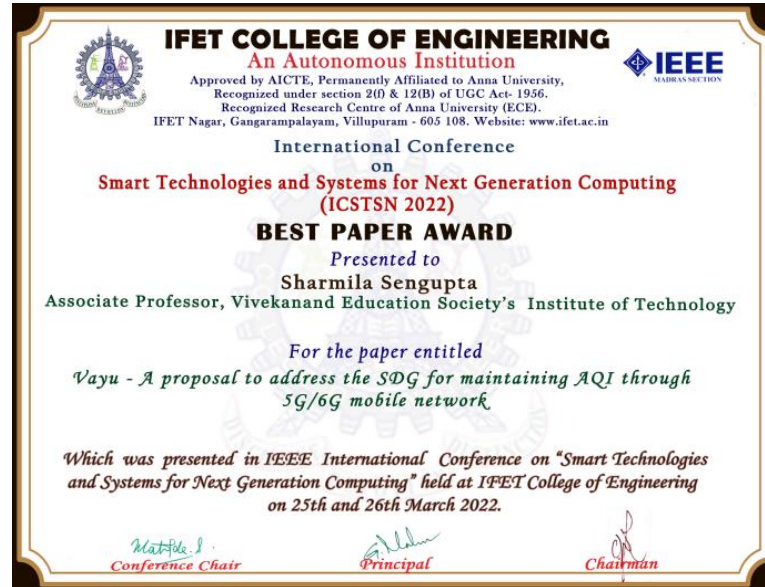 IFET COLLEGE OF ENGINEERING
An Autonomous Institution
IEEE
MADRAS SECTION
Approved by AICTE, Permanently Affiliated to Anna University,
Recognized under section 2(f) & 12(B) of UGC Act- 1956.
Recognized Research Centre of Anna University (ECE).
IFET Nagar, Gangarampalayam, Villupuram - 605 108. Website: www.ifet.ac.in
International Conference
on
Smart Technologies and Systems for Next Generation Computing
(ICSTSN 2022)
BEST PAPER AWARD
Presented to
Sharmila Sengupta
Associate Professor, Vivekanand Education Society's Institute of Technology
For the paper entitled
Vayu - A proposal to address the SDG for maintaining AQI through
5G/6G mobile network
Which was presented in IEEE International Conference on "Smart Technologies
and Systems for Next Generation Computing" held at IFET College of Engineering
on 25th and 26th March 2022.
Conference Chair
Principal
Chairman